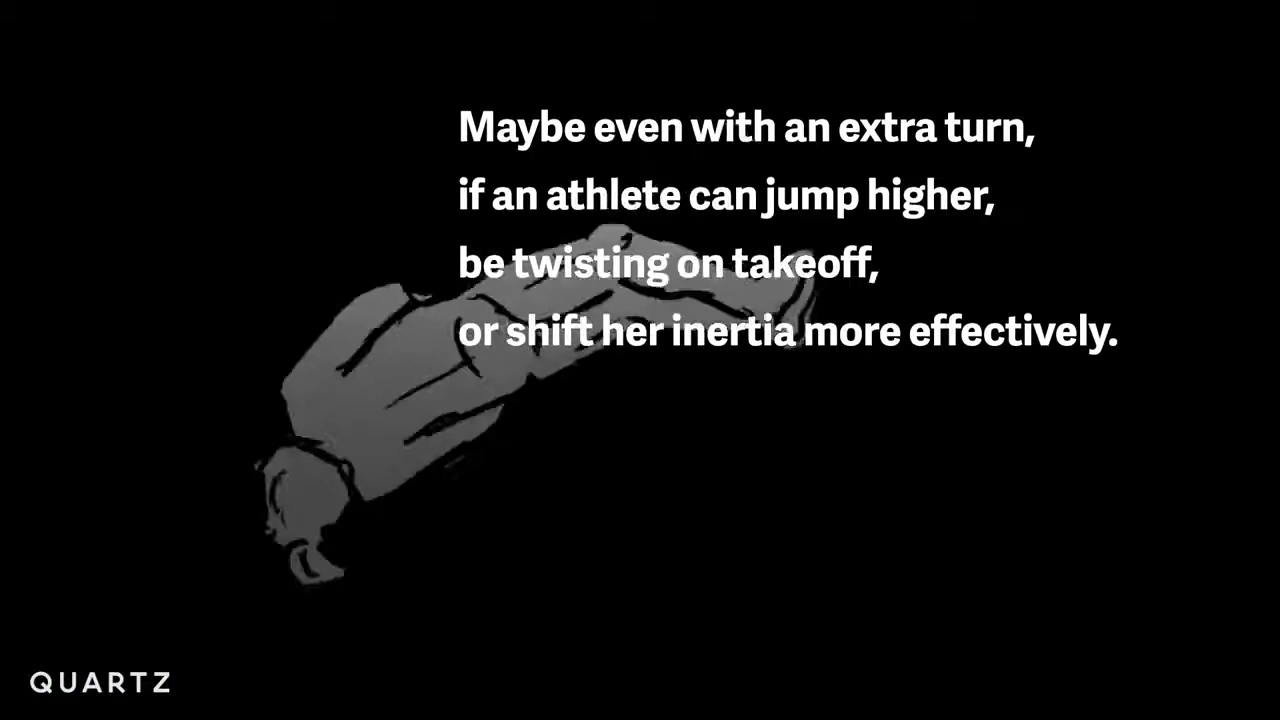 Maybe even with an extra turn,
if an athlete can jump higher,
be twisting on takeoff,
or shift her inertia more effectively.
QUARTZ